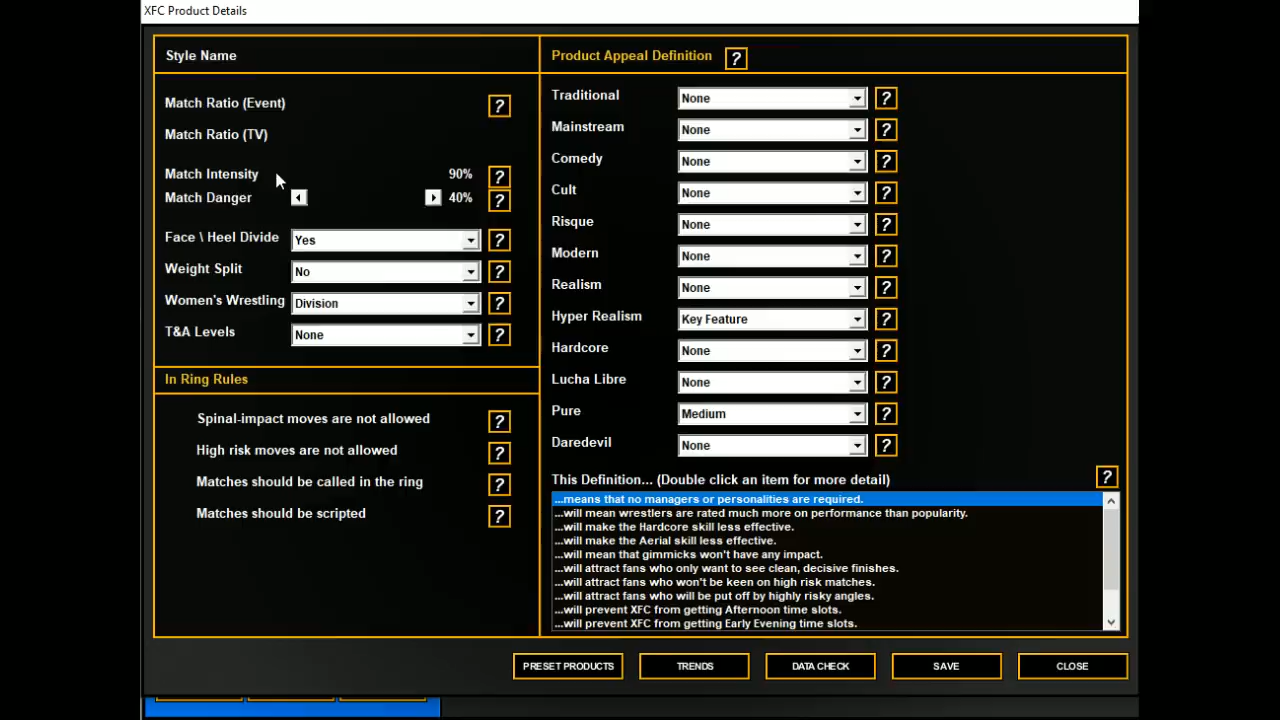 XFC Product Details
Style Name
Match Ratio (Event) ?
Match Ratio (TV)
Match Intensity 90% ?
Match Danger 40% ?
Face \ Heel Divide Yes ?
Weight Split No ?
Women's Wrestling Division ?
T&A Levels None ?
In Ring Rules
Spinal-impact moves are not allowed ?
High risk moves are not allowed ?
Matches should be called in the ring ?
Matches should be scripted ?
Product Appeal Definition ?
Traditional None ?
Mainstream None ?
Comedy None ?
Cult None ?
Risque None ?
Modern None ?
Realism None ?
Hyper Realism Key Feature ?
Hardcore None ?
Lucha Libre None ?
Pure Medium ?
Daredevil None ?
This Definition... (Double click an item for more detail) ?
...means that no managers or personalities are required.
...will mean wrestlers are rated much more on performance than popularity.
...will make the Hardcore skill less effective.
...will make the Aerial skill less effective.
...will mean that gimmicks won't have any impact.
...will attract fans who only want to see clean, decisive finishes.
...will attract fans who won't be keen on high risk matches.
...will attract fans who will be put off by highly risky angles.
...will prevent XFC from getting Afternoon time slots.
...will prevent XFC from getting Early Evening time slots.
PRESET PRODUCTS TRENDS DATA CHECK SAVE CLOSE